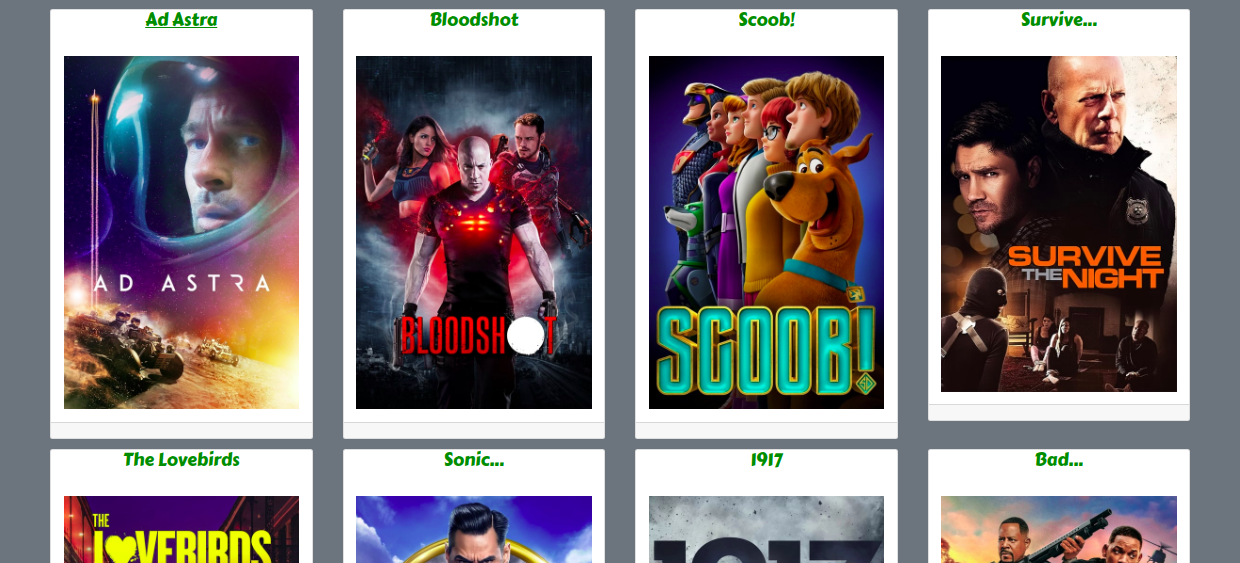 Ad Astra
Bloodshot
Scoob!
Survive...
AD ASTRA
BLOODSHOT
SCOOB!
SD
SURVIVE
THE NIGHT
The Lovebirds
Sonic...
1917
Bad...
THE
LOVEBIRDS
1917